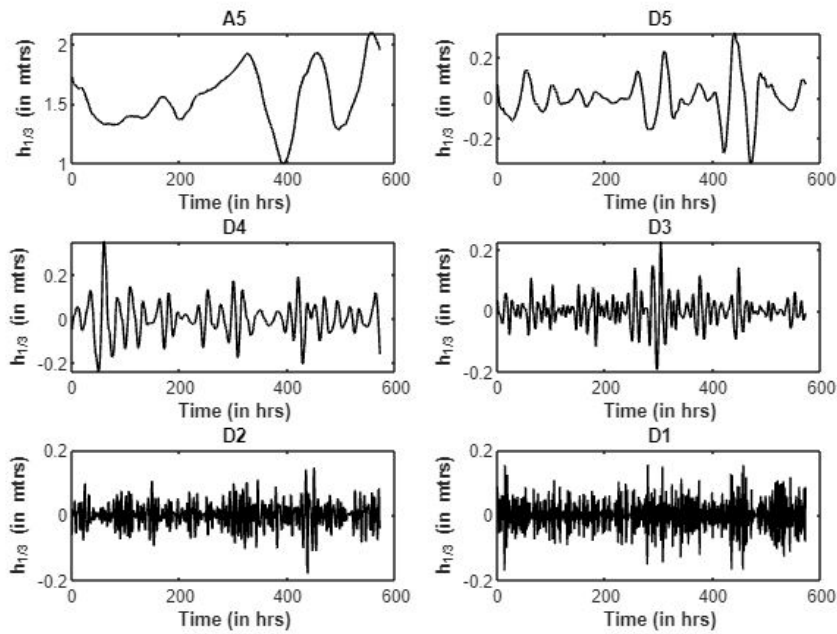 A5
h1/3 (in mtrs)
2
1.5
1
0 200 400 600
Time (in hrs)
D5
h1/3 (in mtrs)
0.2
0
-0.2
0 200 400 600
Time (in hrs)
D4
h1/3 (in mtrs)
0.2
0
-0.2
0 200 400 600
Time (in hrs)
D3
h1/3 (in mtrs)
0.2
0
-0.2
0 200 400 600
Time (in hrs)
D2
h1/3 (in mtrs)
0.2
0
-0.2
0 200 400 600
Time (in hrs)
D1
h1/3 (in mtrs)
0.2
0
-0.2
0 200 400 600
Time (in hrs)